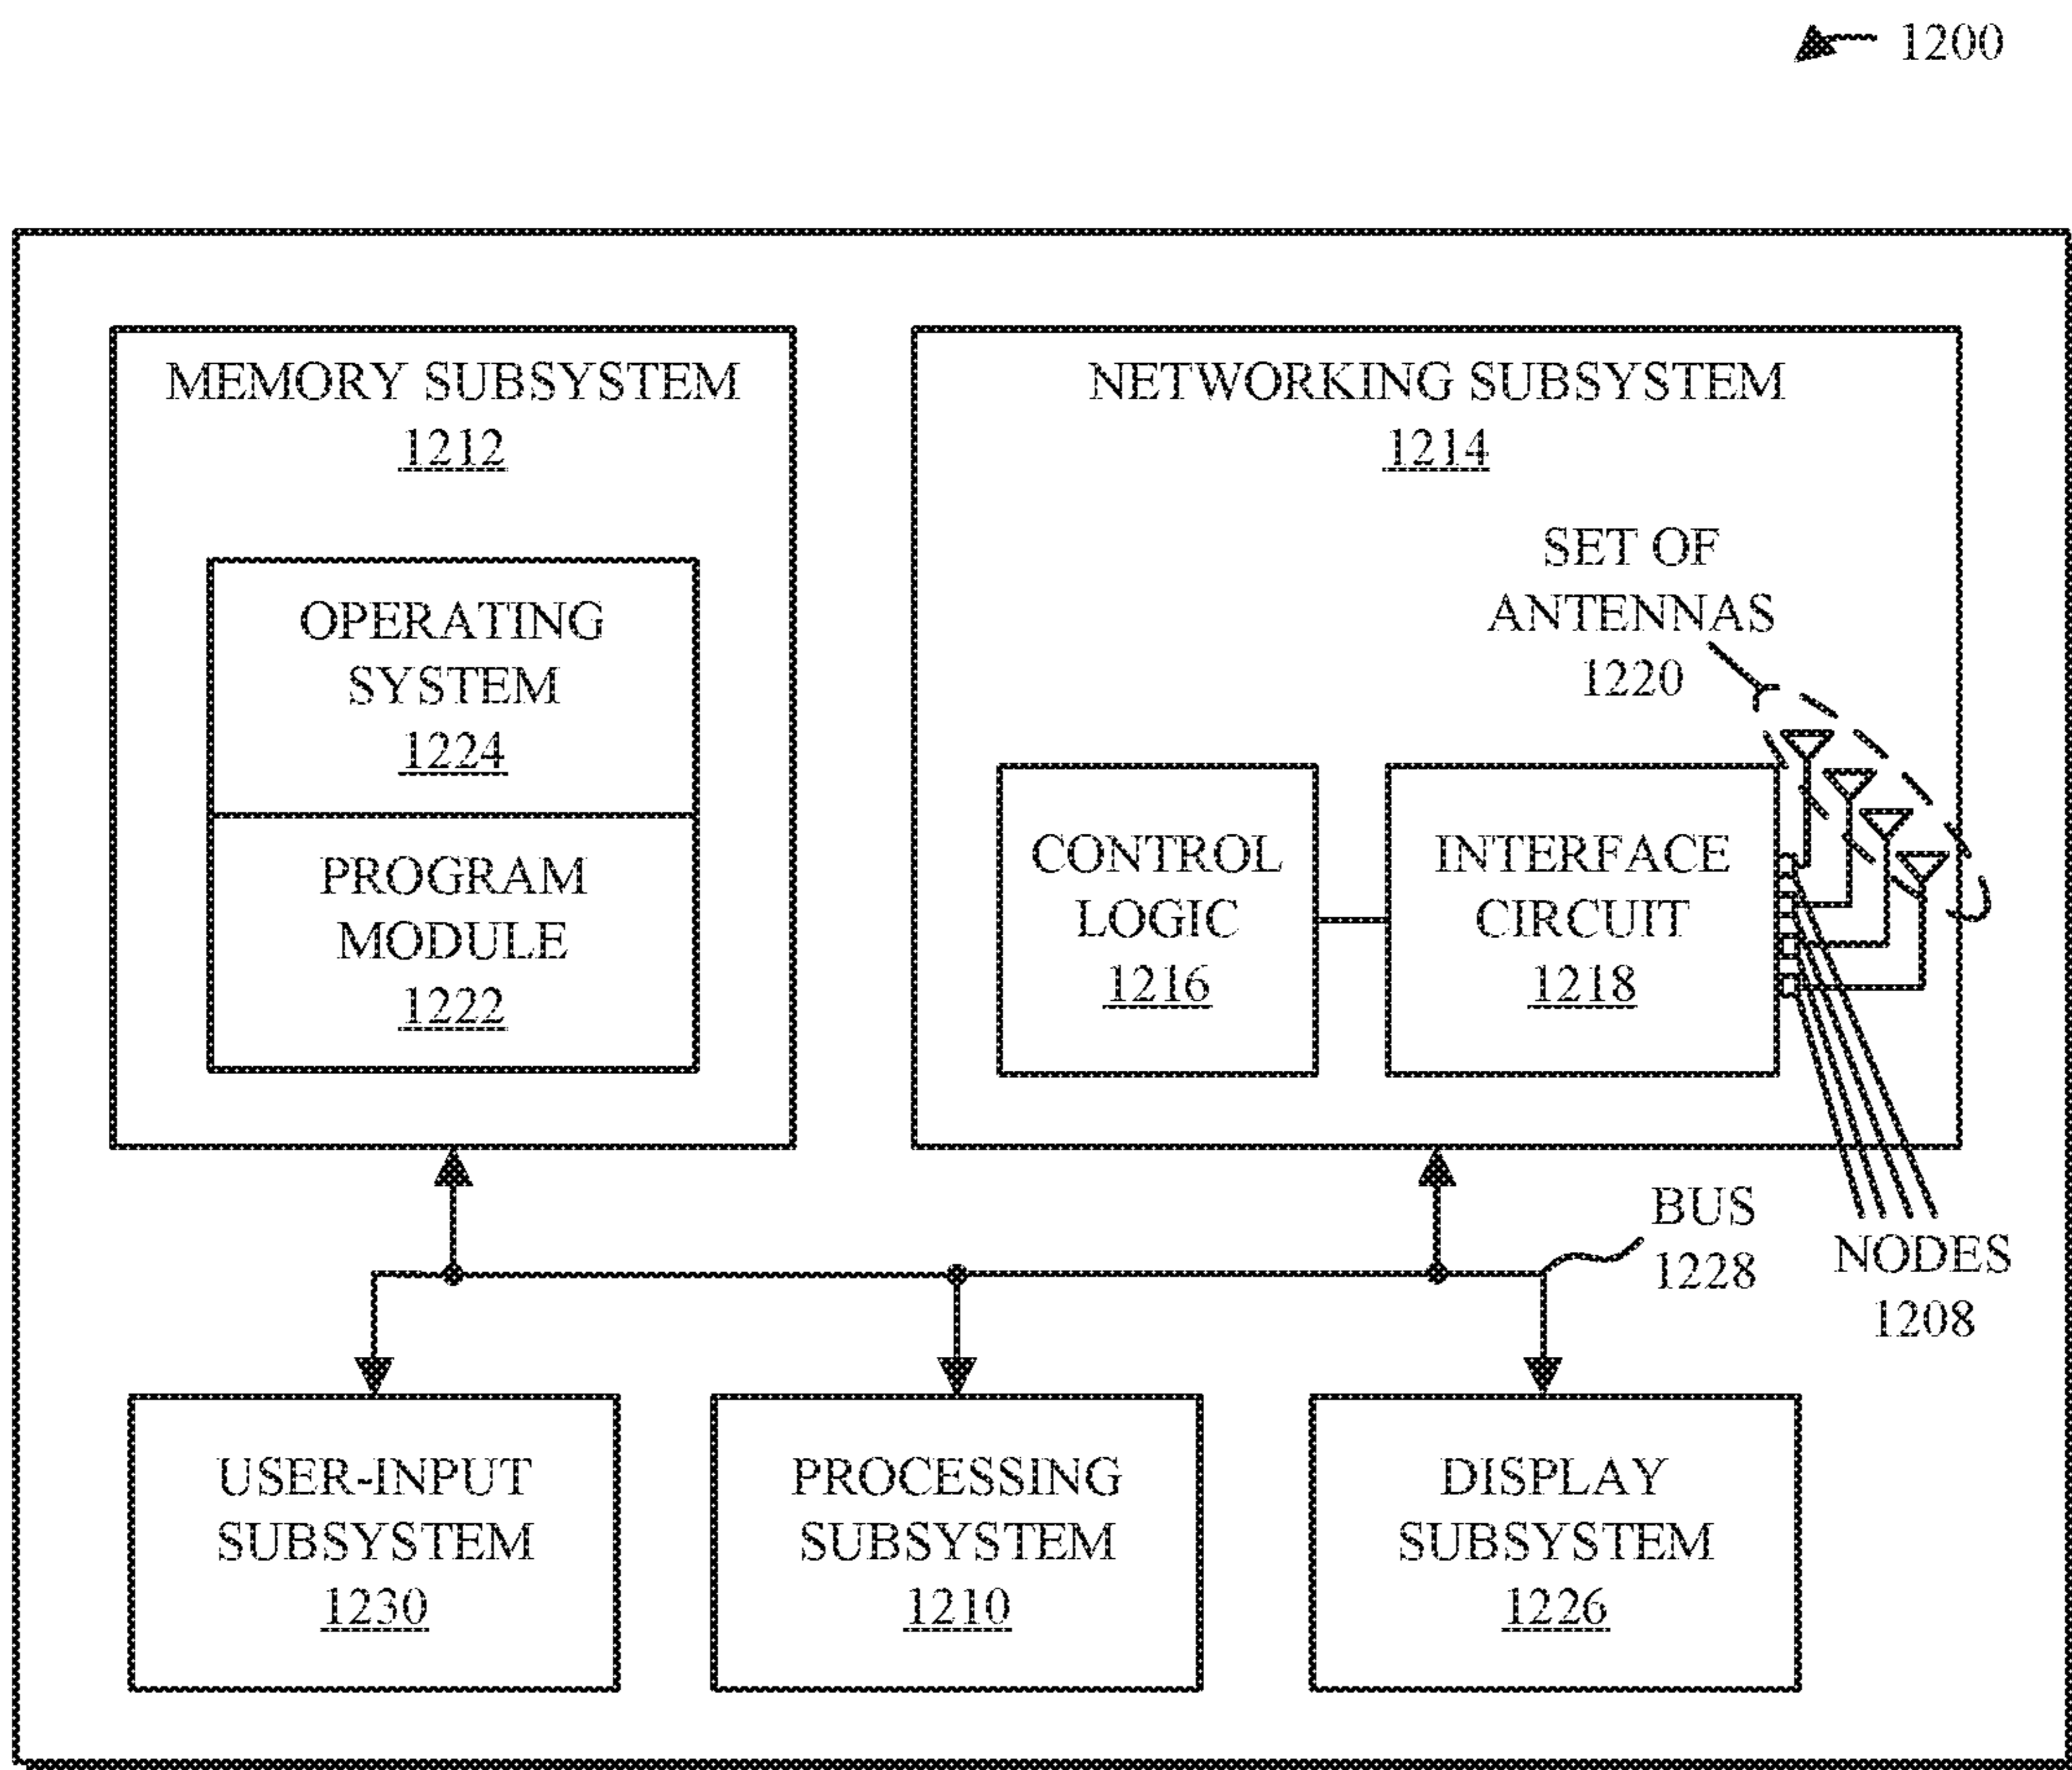 1200
MEMORY SUBSYSTEM
1212
OPERATING
SYSTEM
1224
PROGRAM
MODULE
1222
NETWORKING SUBSYSTEM
1214
SET OF
ANTENNAS
1220
CONTROL
LOGIC
1216
INTERFACE
CIRCUIT
1218
BUS
1228
NODES
1208
USER-INPUT
SUBSYSTEM
1230
PROCESSING
SUBSYSTEM
1210
DISPLAY
SUBSYSTEM
1226